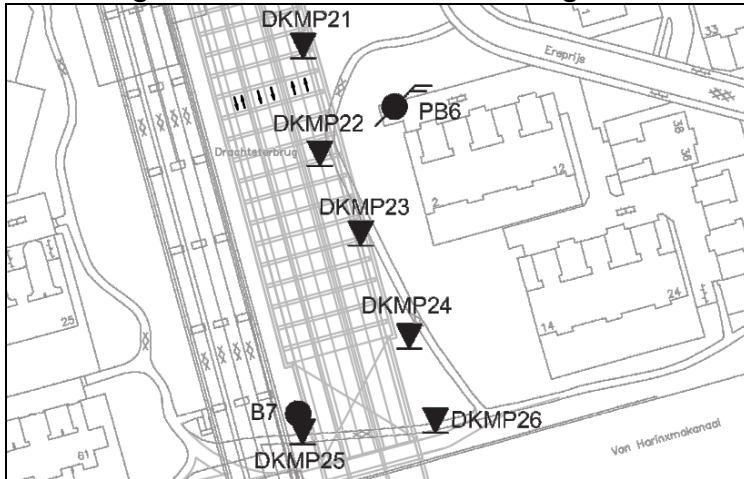 DKMP21
Ereprijs
33
PB6
DKMP22
Drachtsterbrug
38
36
12
2
DKMP23
24
DKMP24
14
25
B7
DKMP26
DKMP25
61
Van Harinxmakanaal